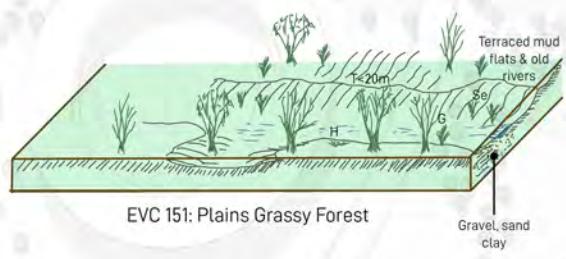 Terraced mud
flats & old
rivers
T<20m
Se
G
H
EVC 151: Plains Grassy Forest
Gravel, sand
clay